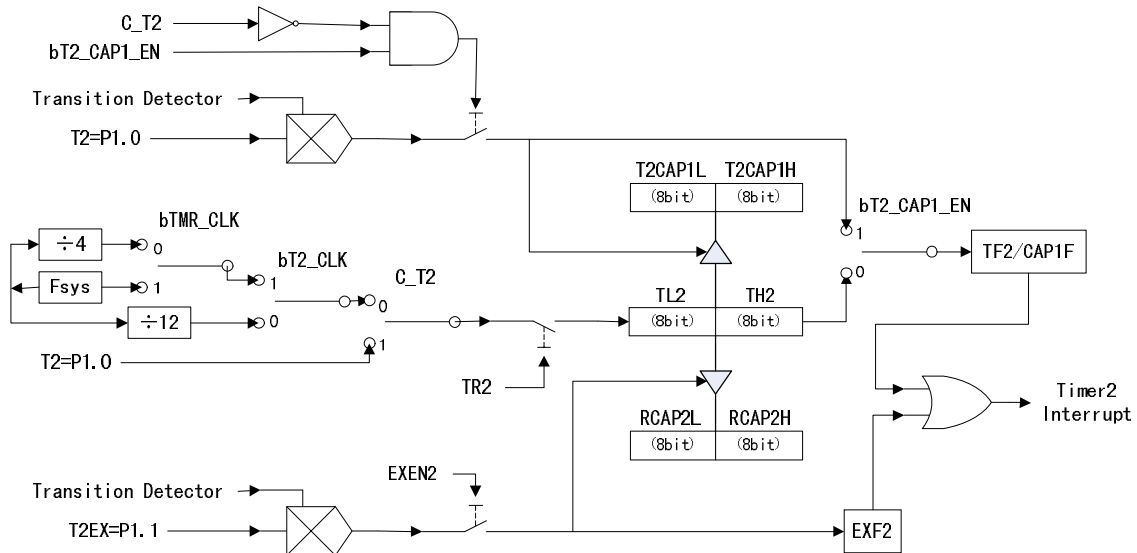 C_T2
bT2_CAP1_EN
Transition Detector
T2=P1.0
T2CAP1L T2CAP1H
(8bit) (8bit)
bT2_CAP1_EN
1
0
TF2/CAP1F
bTMR_CLK
÷4
0
Fsys
1
bT2_CLK
1
0
÷12
C_T2
0
1
T2=P1.0
TR2
TL2 TH2
(8bit) (8bit)
RCAP2L RCAP2H
(8bit) (8bit)
Timer2
Interrupt
EXEN2
Transition Detector
T2EX=P1.1
EXF2